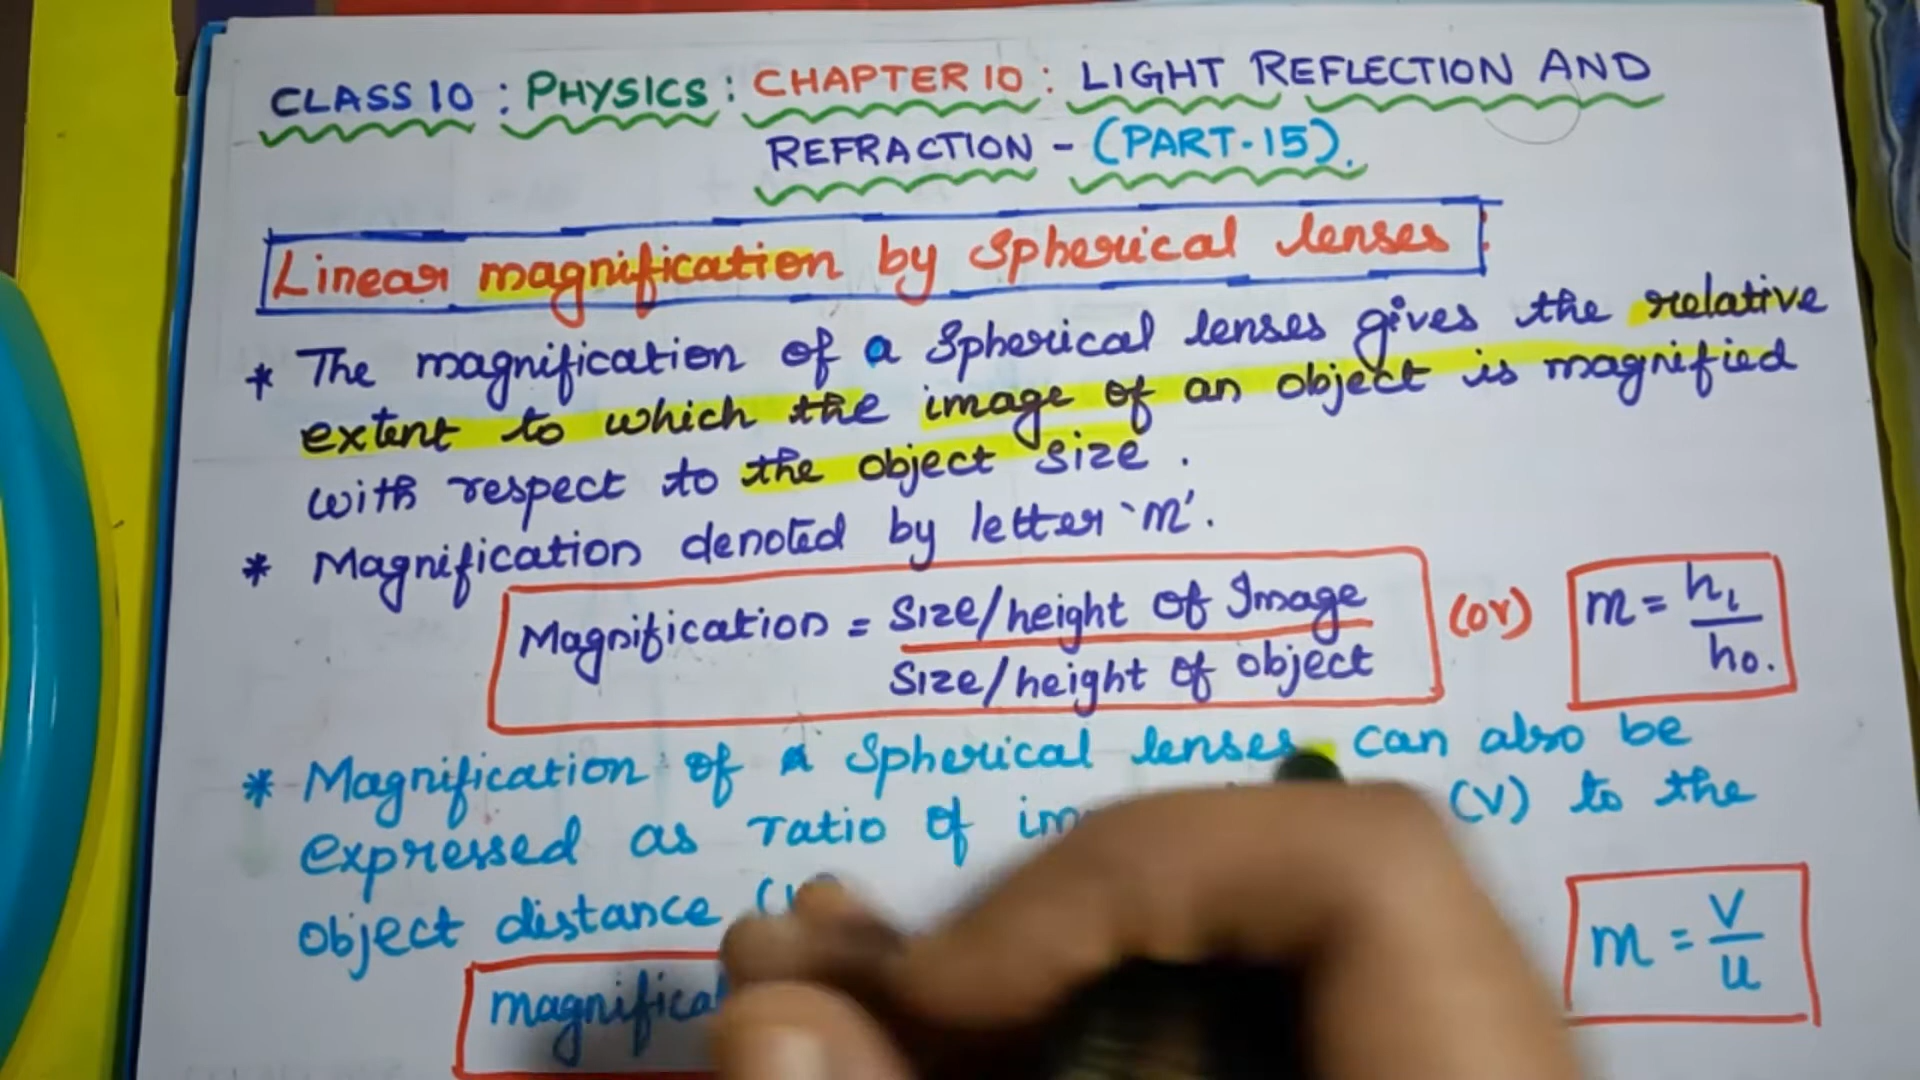 CLASS 10 : PHYSICS : CHAPTER 10 : LIGHT REFLECTION AND
REFRACTION - (PART-15).
Linear magnification by Spherical lenses :
* The magnification of a Spherical lenses gives the relative
extent to which the image of an object is magnified
with respect to the object size .
* Magnification denoted by letter 'm'.
Magnification = Size/height of Image / Size/height of object (or) m = hi / ho.
* Magnification of a Spherical lenses can also be
expressed as ratio of (V) to the
object distance
m = V / u